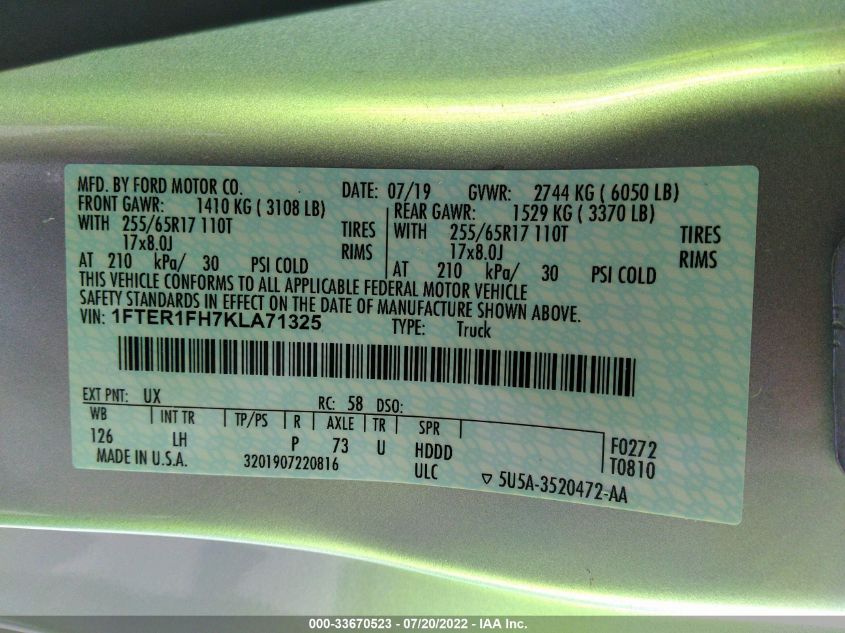 MFD. BY FORD MOTOR CO. DATE: 07/19 GVWR: 2744 KG ( 6050 LB)
FRONT GAWR: 1410 KG ( 3108 LB) REAR GAWR: 1529 KG ( 3370 LB)
WITH 255/65R17 110T TIRES WITH 255/65R17 110T TIRES
17x8.0J RIMS 17x8.0J RIMS
AT 210 kPa/ 30 PSI COLD AT 210 kPa/ 30 PSI COLD
THIS VEHICLE CONFORMS TO ALL APPLICABLE FEDERAL MOTOR VEHICLE
SAFETY STANDARDS IN EFFECT ON THE DATE OF MANUFACTURE SHOWN ABOVE.
VIN: 1FTER1FH7KLA71325 TYPE: Truck
EXT PNT: UX RC: 58 DSO:
WB INT TR TP/PS R AXLE TR SPR
126 LH P 73 U HDDD F0272
MADE IN U.S.A. 3201907220816 ULC T0810
5U5A-3520472-AA
000-33670523 - 07/20/2022 - IAA Inc.